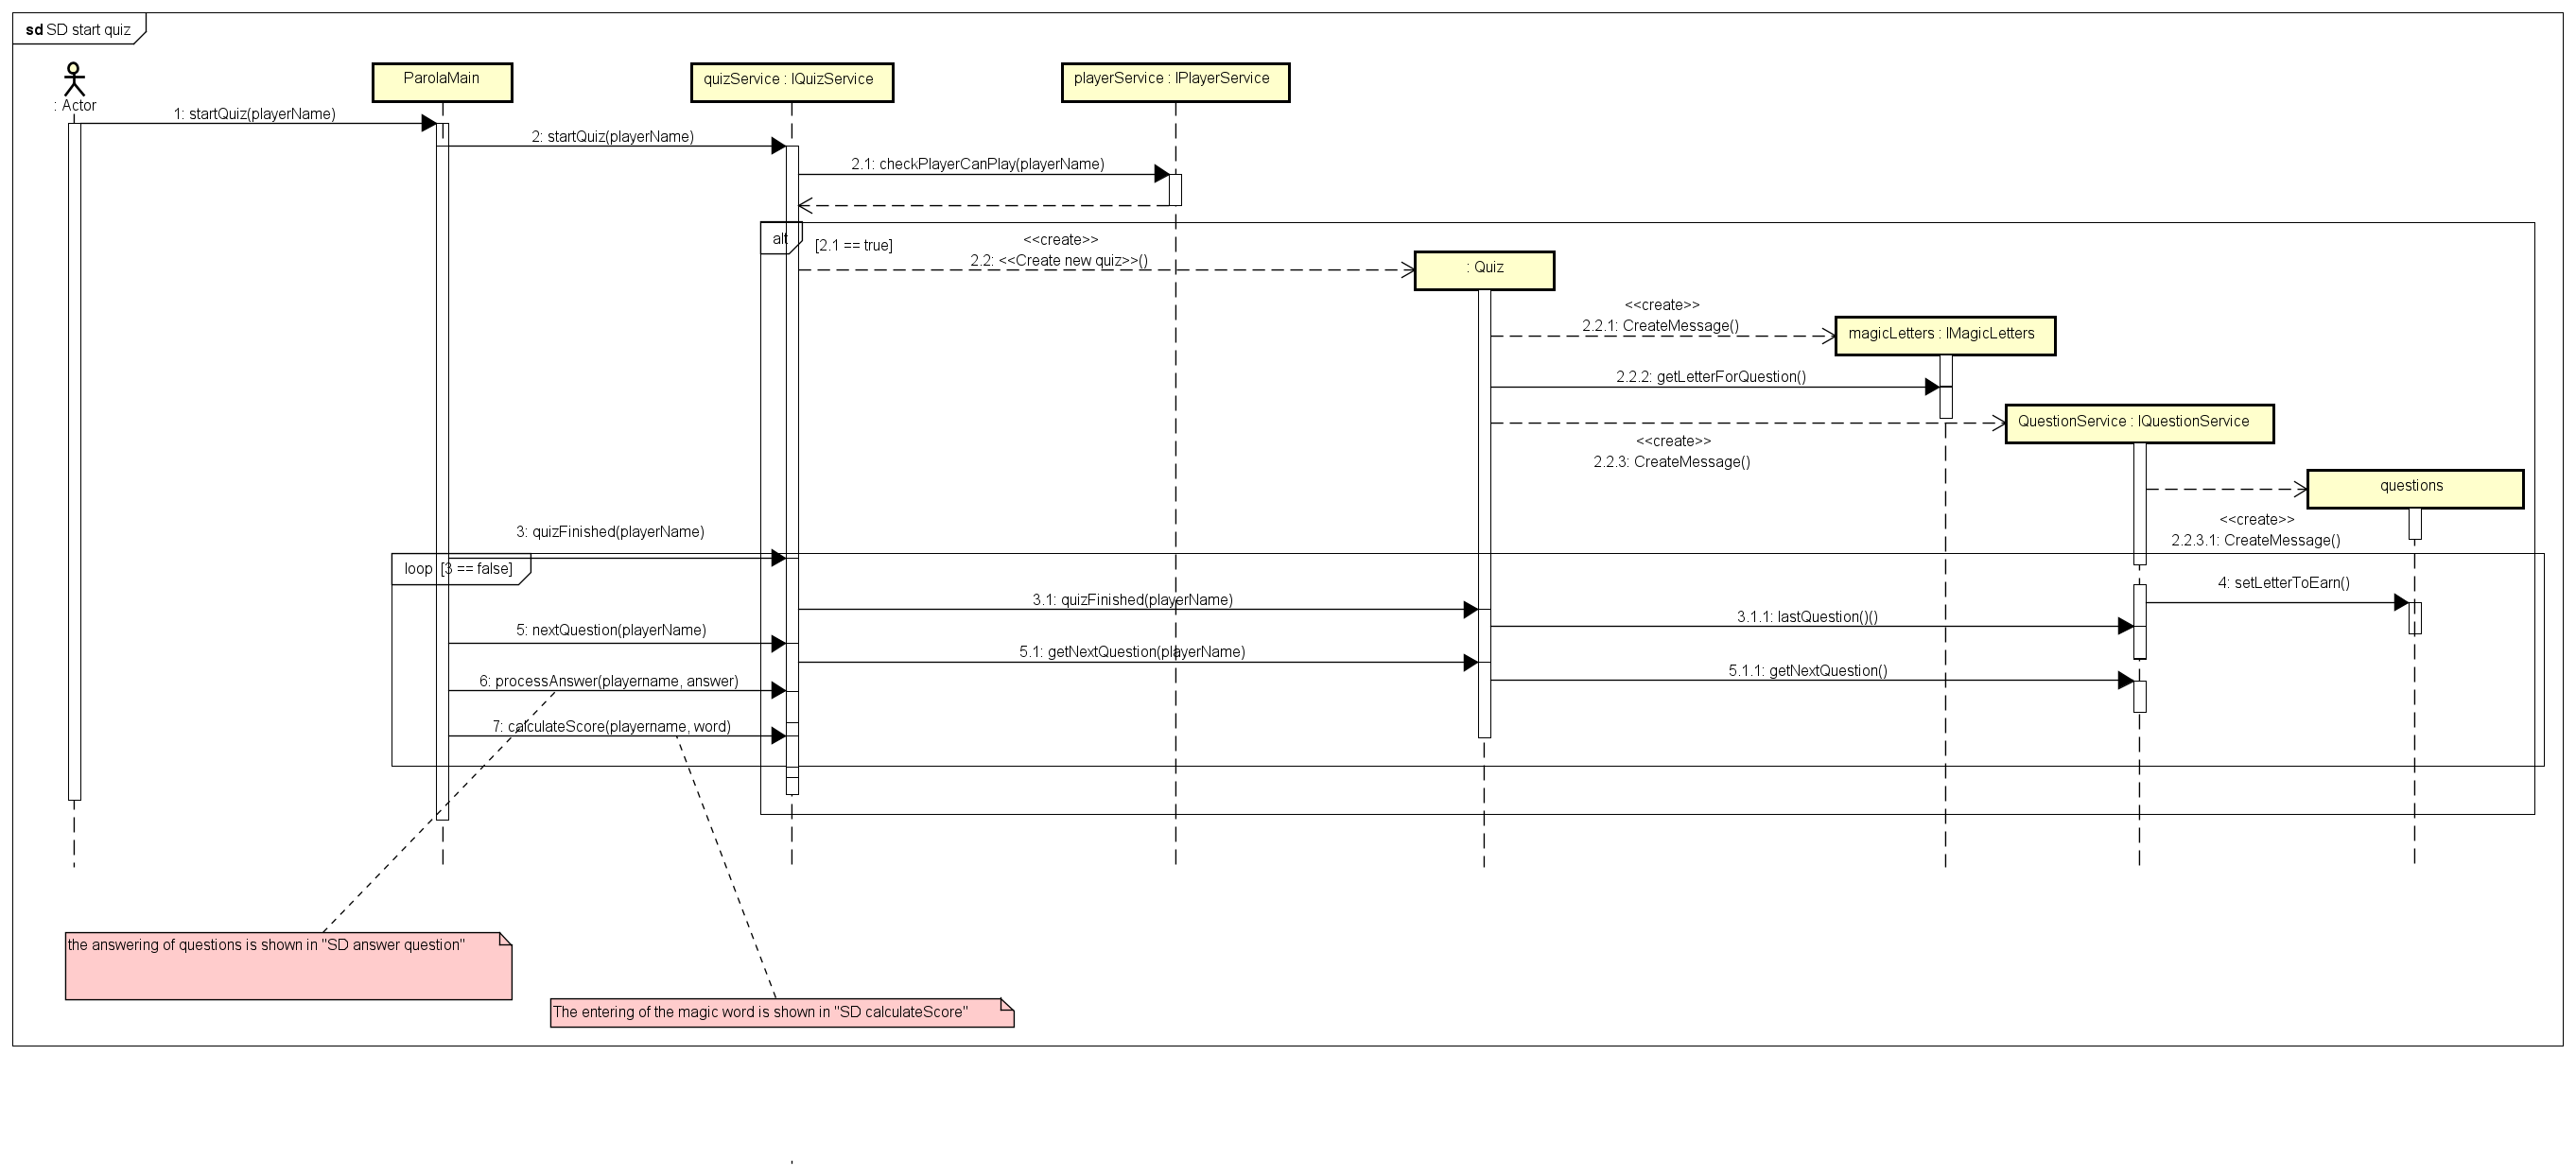 sd SD start quiz
: Actor
ParolaMain
quizService : IQuizService
playerService : IPlayerService
1: startQuiz(playerName)
2: startQuiz(playerName)
2.1: checkPlayerCanPlay(playerName)
alt
[2.1 == true]
<<create>>
2.2: <<Create new quiz>>()
: Quiz
<<create>>
2.2.1: CreateMessage()
magicLetters : IMagicLetters
2.2.2: getLetterForQuestion()
QuestionService : IQuestionService
<<create>>
2.2.3: CreateMessage()
questions
<<create>>
2.2.3.1: CreateMessage()
3: quizFinished(playerName)
loop [3 == false]
4: setLetterToEarn()
3.1: quizFinished(playerName)
3.1.1: lastQuestion()()
5: nextQuestion(playerName)
5.1: getNextQuestion(playerName)
5.1.1: getNextQuestion()
6: processAnswer(playername, answer)
7: calculateScore(playername, word)
the answering of questions is shown in "SD answer question"
The entering of the magic word is shown in "SD calculateScore"